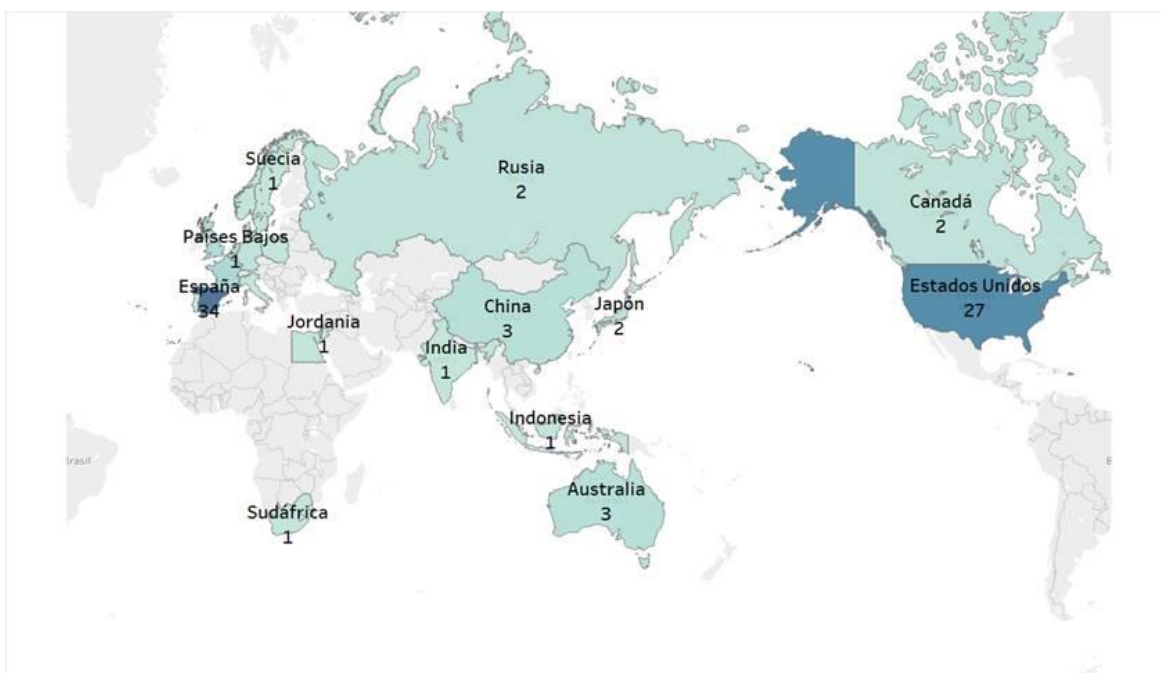 Suecia
1
Rusia
2
Canadá
2
Países Bajos
1
España
34
Estados Unidos
27
China
3
Japón
2
Jordania
1
India
1
Indonesia
1
Australia
3
Sudáfrica
1